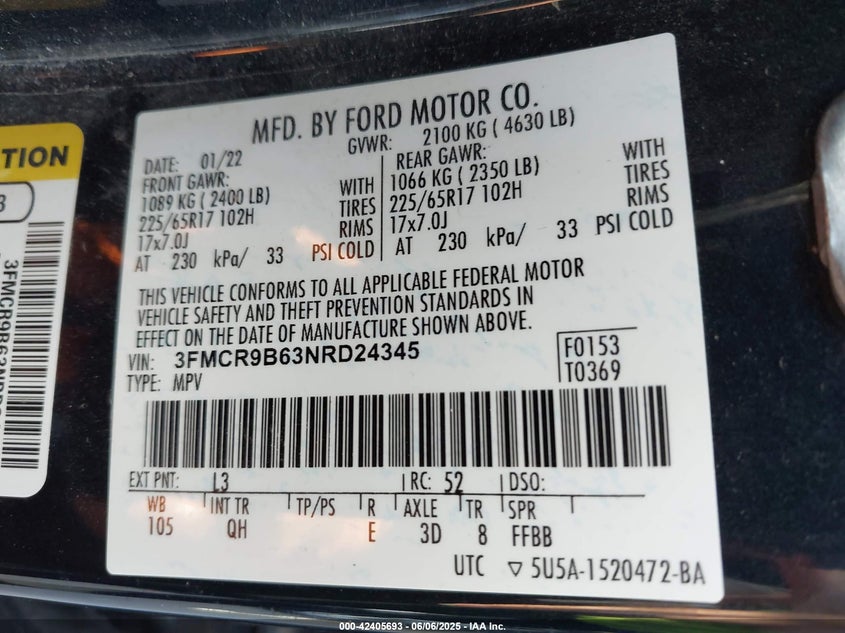 MFD. BY FORD MOTOR CO.
GVWR: 2100 KG ( 4630 LB)
DATE: 01/22
FRONT GAWR: WITH
1089 KG ( 2400 LB) TIRES
225/65R17 102H RIMS
17x7.0J
AT 230 kPa/ 33 PSI COLD
REAR GAWR: WITH
1066 KG ( 2350 LB) TIRES
225/65R17 102H RIMS
17x7.0J
AT 230 kPa/ 33 PSI COLD
THIS VEHICLE CONFORMS TO ALL APPLICABLE FEDERAL MOTOR
VEHICLE SAFETY AND THEFT PREVENTION STANDARDS IN
EFFECT ON THE DATE OF MANUFACTURE SHOWN ABOVE.
VIN: 3FMCR9B63NRD24345
TYPE: MPV
F0153
T0369
EXT PNT: L3 RC: 52 DSO:
WB INT TR TP/PS R AXLE TR SPR
105 QH E 3D 8 FFBB
UTC ▽ 5U5A-1520472-BA
000-42405693 - 06/06/2025 - IAA Inc.